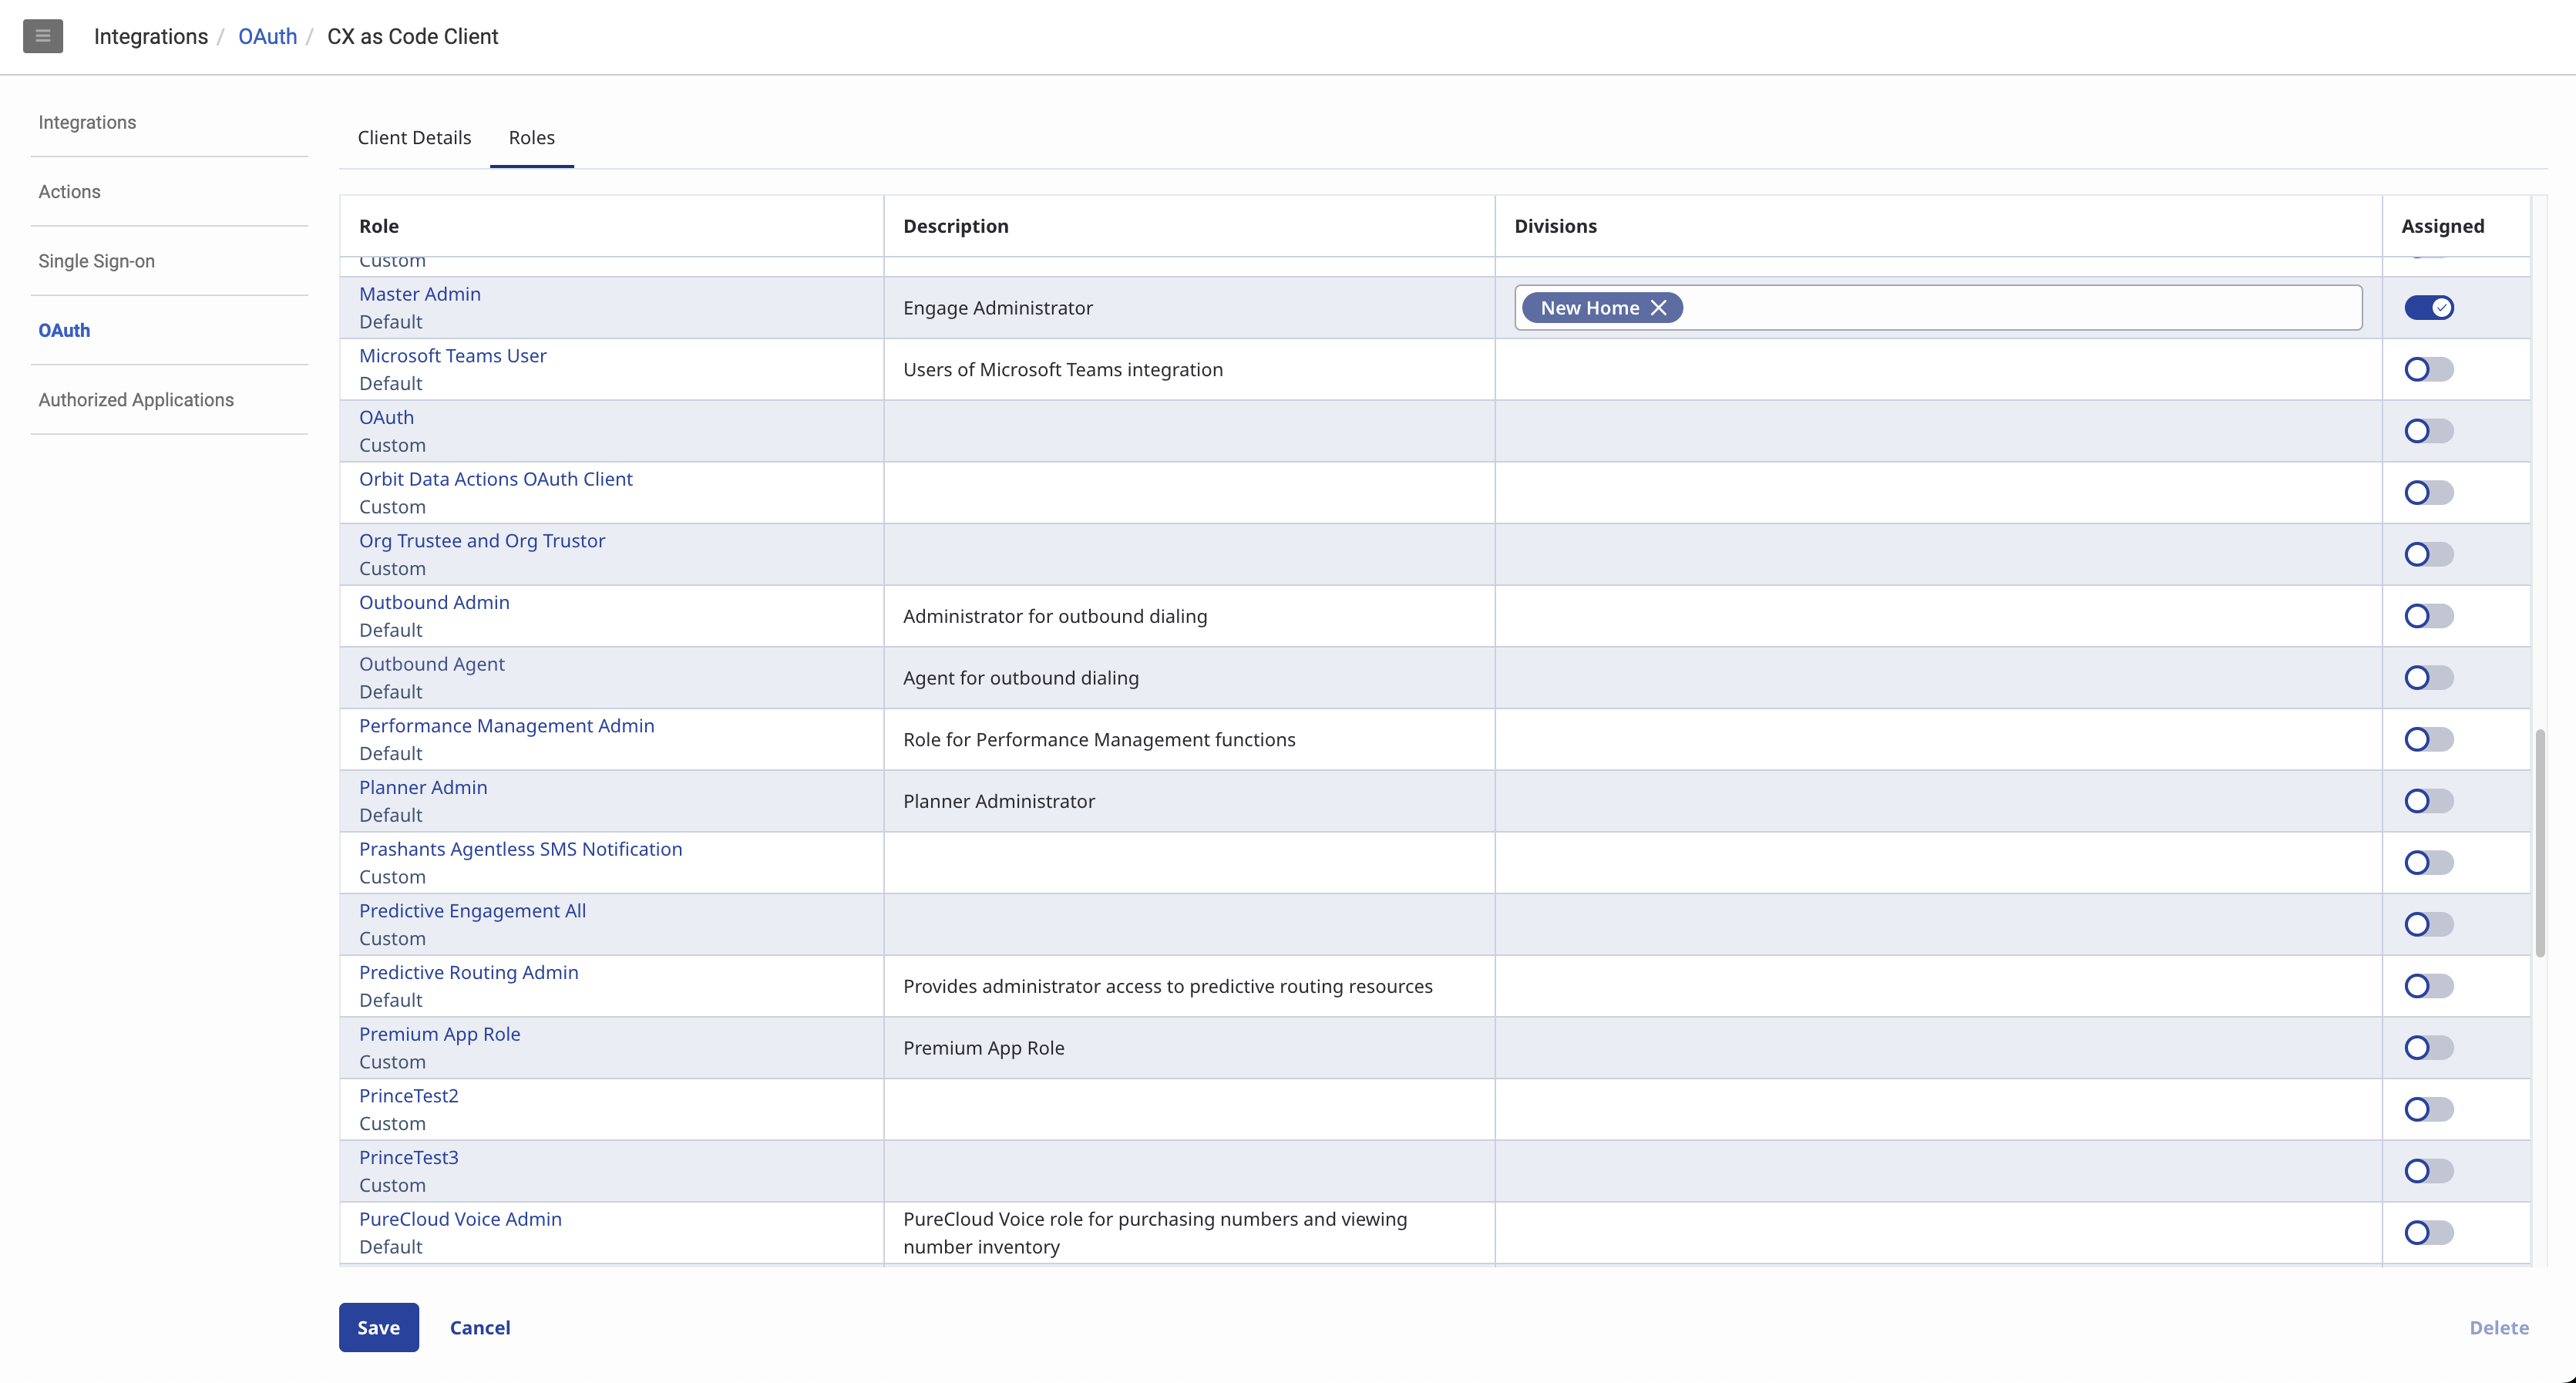 Integrations / OAuth / CX as Code Client
Integrations
Actions
Single Sign-on
OAuth
Authorized Applications
Client Details Roles
Role Description Divisions Assigned
Custom
Master Admin
Default
Engage Administrator
New Home
Microsoft Teams User
Default
Users of Microsoft Teams integration
OAuth
Custom
Orbit Data Actions OAuth Client
Custom
Org Trustee and Org Trustor
Custom
Outbound Admin
Default
Administrator for outbound dialing
Outbound Agent
Default
Agent for outbound dialing
Performance Management Admin
Default
Role for Performance Management functions
Planner Admin
Default
Planner Administrator
Prashants Agentless SMS Notification
Custom
Predictive Engagement All
Custom
Predictive Routing Admin
Default
Provides administrator access to predictive routing resources
Premium App Role
Custom
Premium App Role
PrinceTest2
Custom
PrinceTest3
Custom
PureCloud Voice Admin
Default
PureCloud Voice role for purchasing numbers and viewing
number inventory
Save Cancel Delete